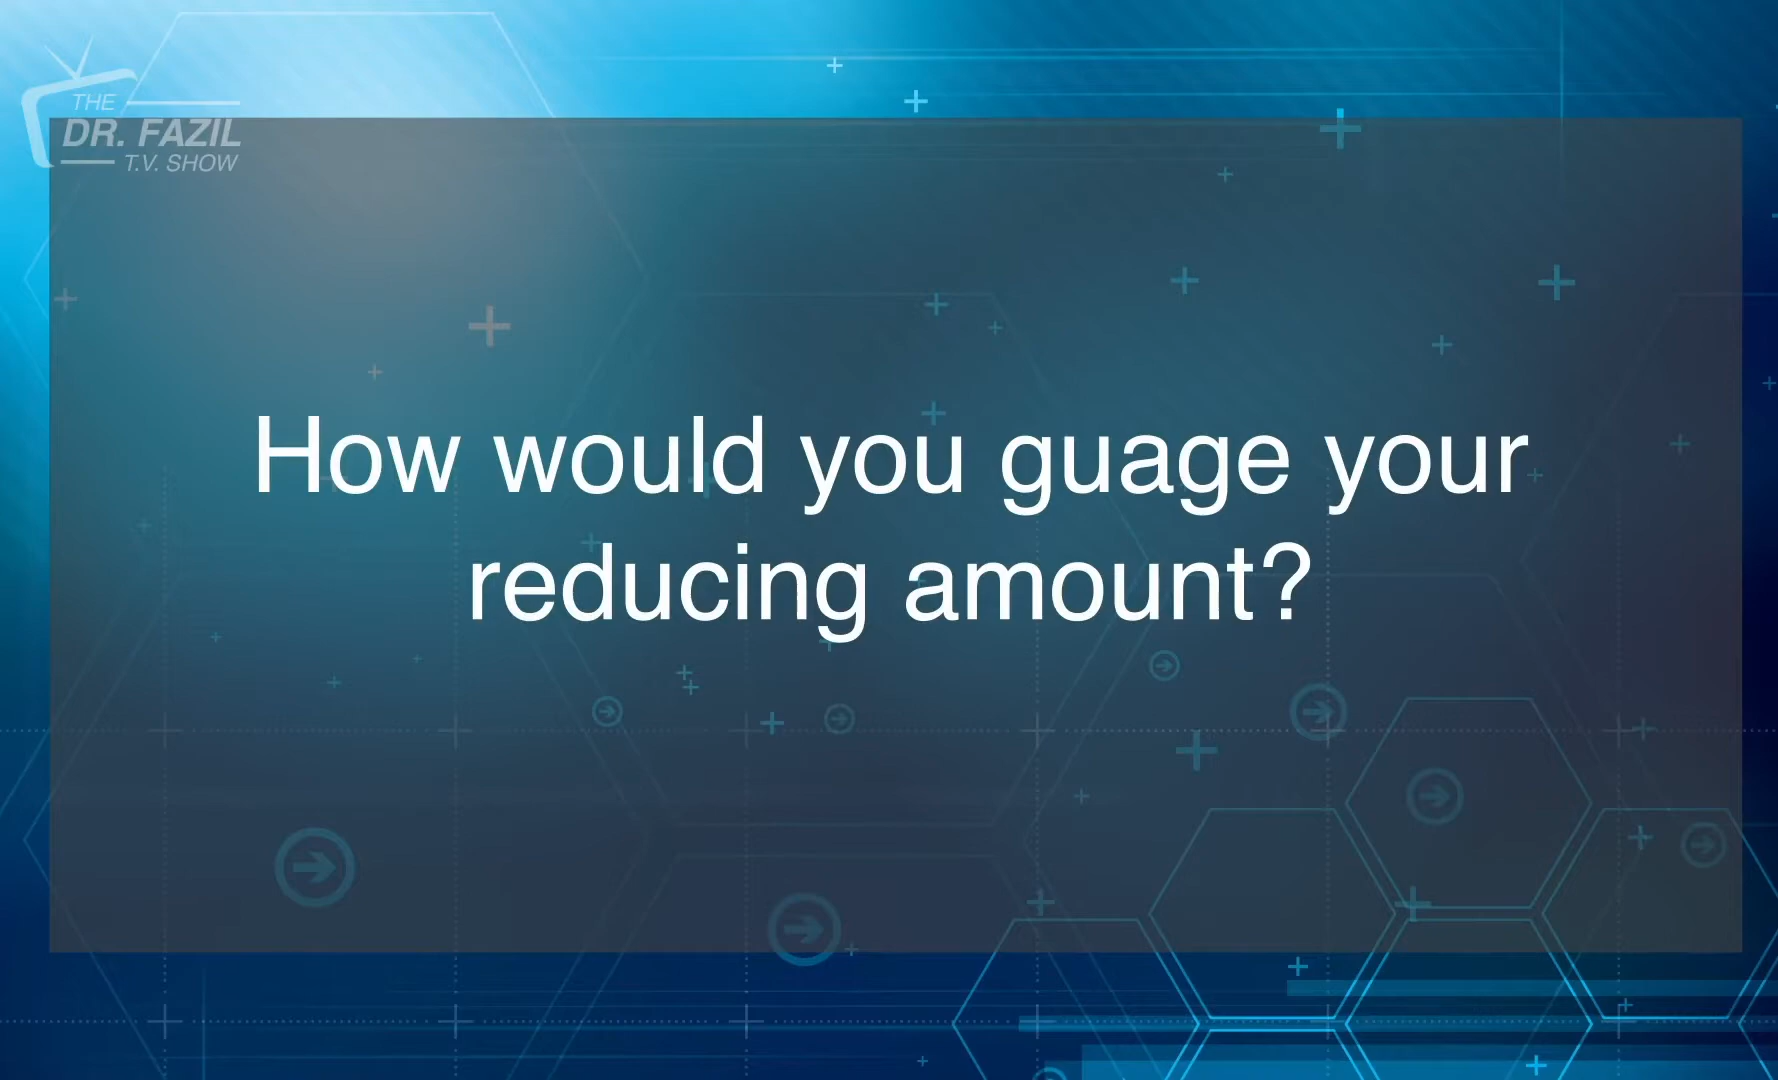 THE
DR. FAZIL
T.V. SHOW
How would you guage your
reducing amount?